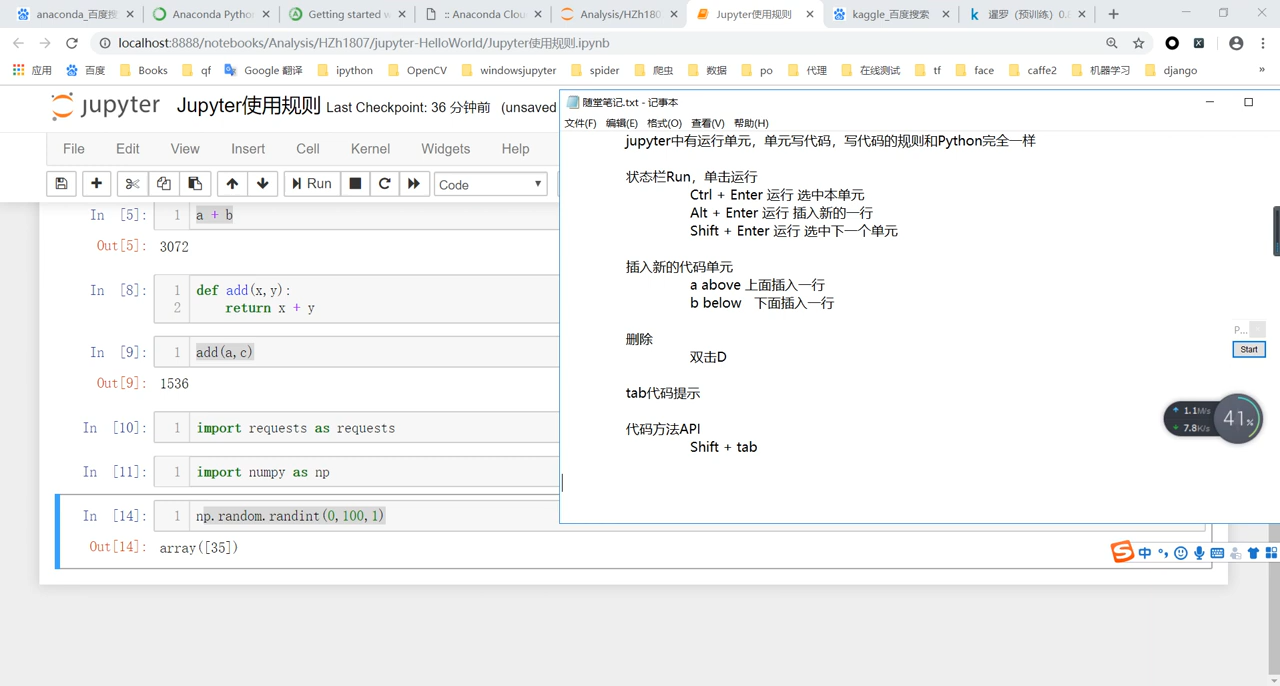 anaconda_百度搜
Anaconda Python
Getting started w
:: Anaconda Clou
Analysis/HZh180
Jupyter使用规则
kaggle_百度搜索
暹罗（预训练）0.8
localhost:8888/notebooks/Analysis/HZh1807/jupyter-HelloWorld/Jupyter使用规则.ipynb
应用 百度 Books qf Google 翻译 ipython OpenCV windowsjupyter spider 爬虫 数据 po 代理 在线测试 tf face caffe2 机器学习 django »
jupyter Jupyter使用规则 Last Checkpoint: 36 分钟前 (unsaved
File Edit View Insert Cell Kernel Widgets Help
Run Code
In [5]: 1 a + b
Out[5]: 3072
In [8]: 1 def add(x,y):
2 return x + y
In [9]: 1 add(a,c)
Out[9]: 1536
In [10]: 1 import requests as requests
In [11]: 1 import numpy as np
In [14]: 1 np.random.randint(0,100,1)
Out[14]: array([35])
随堂笔记.txt - 记事本
文件(F) 编辑(E) 格式(O) 查看(V) 帮助(H)
jupyter中有运行单元，单元写代码，写代码的规则和Python完全一样
状态栏Run，单击运行
Ctrl + Enter 运行 选中本单元
Alt + Enter 运行 插入新的一行
Shift + Enter 运行 选中下一个单元
插入新的代码单元
a above 上面插入一行
b below 下面插入一行
删除
双击D
tab代码提示
代码方法API
Shift + tab
P...
Start
1.1M/s
7.8K/s
41%
中